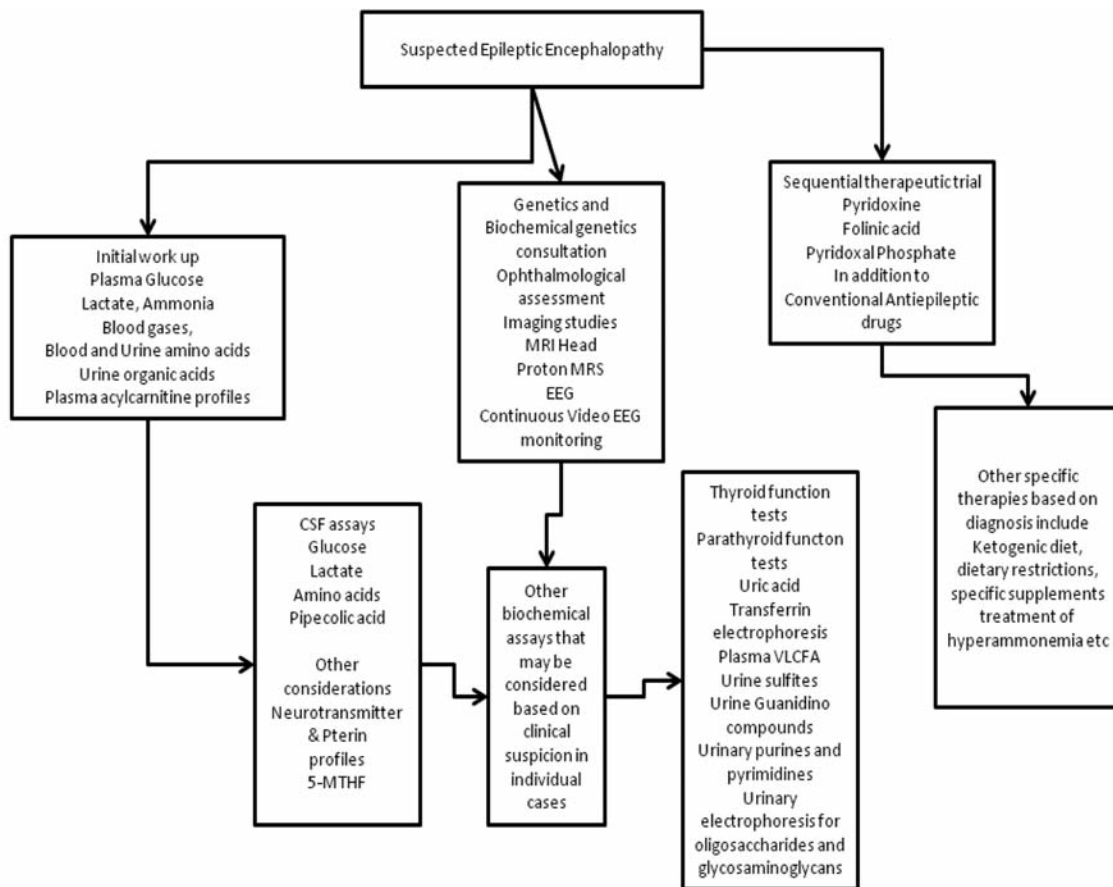 Suspected Epileptic Encephalopathy
Initial work up
Plasma Glucose
Lactate, Ammonia
Blood gases,
Blood and Urine amino acids
Urine organic acids
Plasma acylcarnitine profiles
Genetics and
Biochemical genetics
consultation
Ophthalmological
assessment
Imaging studies
MRI Head
Proton MRS
EEG
Continuous Video EEG
monitoring
Sequential therapeutic trial
Pyridoxine
Folinic acid
Pyridoxal Phosphate
In addition to
Conventional Antiepileptic
drugs
CSF assays
Glucose
Lactate
Amino acids
Pipecolic acid
Other
considerations
Neurotransmitter
& Pterin
profiles
5-MTHF
Other
biochemical
assays that
may be
considered
based on
clinical
suspicion in
individual
cases
Thyroid function
tests
Parathyroid functon
tests
Uric acid
Transferrin
electrophoresis
Plasma VLCFA
Urine sulfites
Urine Guanidino
compounds
Urinary purines and
pyrimidines
Urinary
electrophoresis for
oligosaccharides and
glycosaminoglycans
Other specific
therapies based on
diagnosis include
Ketogenic diet,
dietary restrictions,
specific supplements
treatment of
hyperammonemia etc